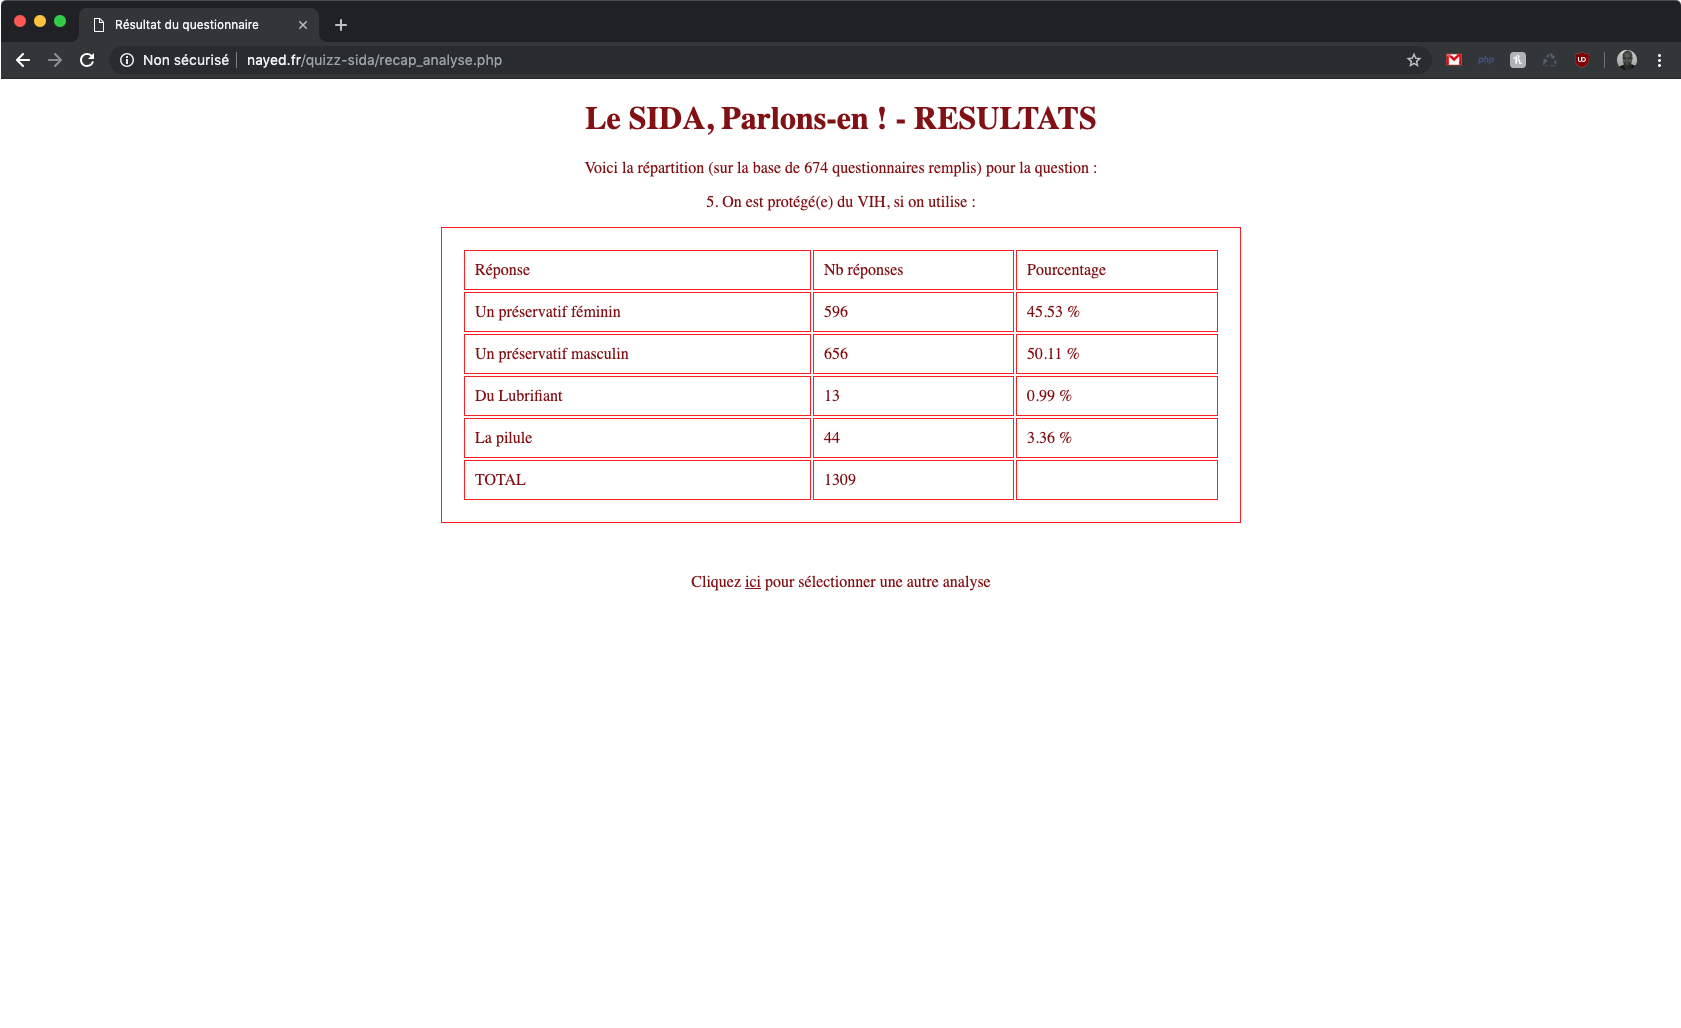 Résultat du questionnaire
Non sécurisé | nayed.fr/quizz-sida/recap_analyse.php
php
Le SIDA, Parlons-en ! - RESULTATS
Voici la répartition (sur la base de 674 questionnaires remplis) pour la question :
5. On est protégé(e) du VIH, si on utilise :
Réponse Nb réponses Pourcentage
Un préservatif féminin 596 45.53 %
Un préservatif masculin 656 50.11 %
Du Lubrifiant 13 0.99 %
La pilule 44 3.36 %
TOTAL 1309
Cliquez ici pour sélectionner une autre analyse